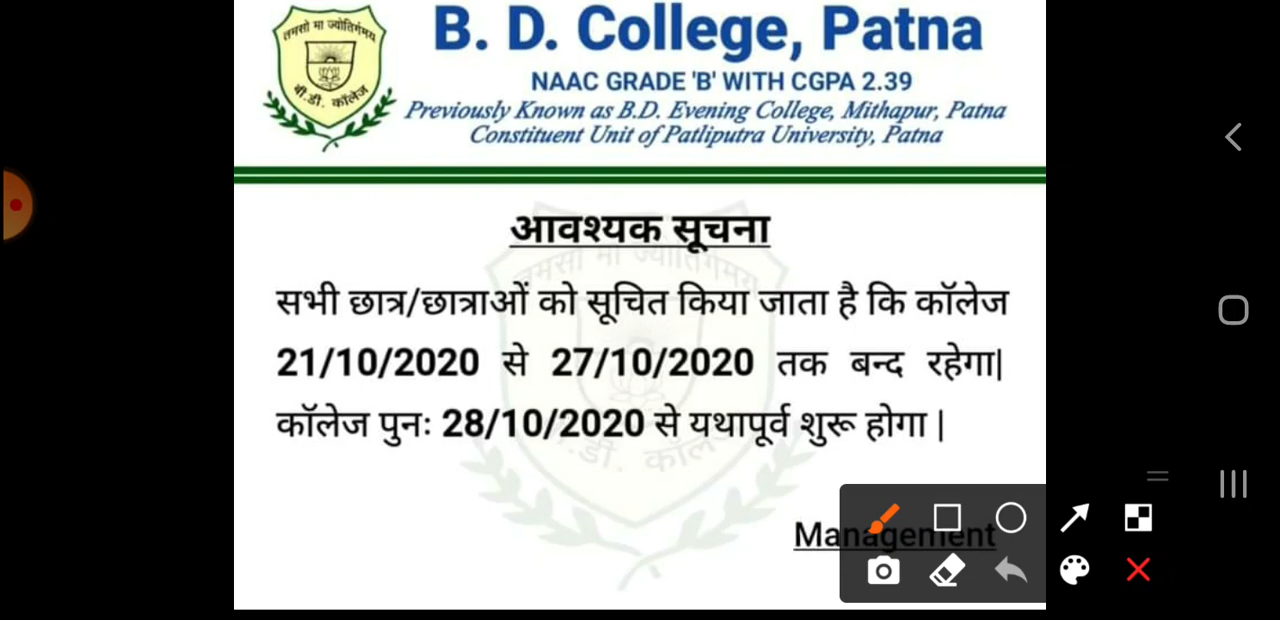 तमसो मा ज्योतिर्गमय
बी.डी. कॉलेज
B. D. College, Patna
NAAC GRADE 'B' WITH CGPA 2.39
Previously Known as B.D. Evening College, Mithapur, Patna
Constituent Unit of Patliputra University, Patna
आवश्यक सूचना
सभी छात्र/छात्राओं को सूचित किया जाता है कि कॉलेज
21/10/2020 से 27/10/2020 तक बन्द रहेगा|
कॉलेज पुनः 28/10/2020 से यथापूर्व शुरू होगा |
Management